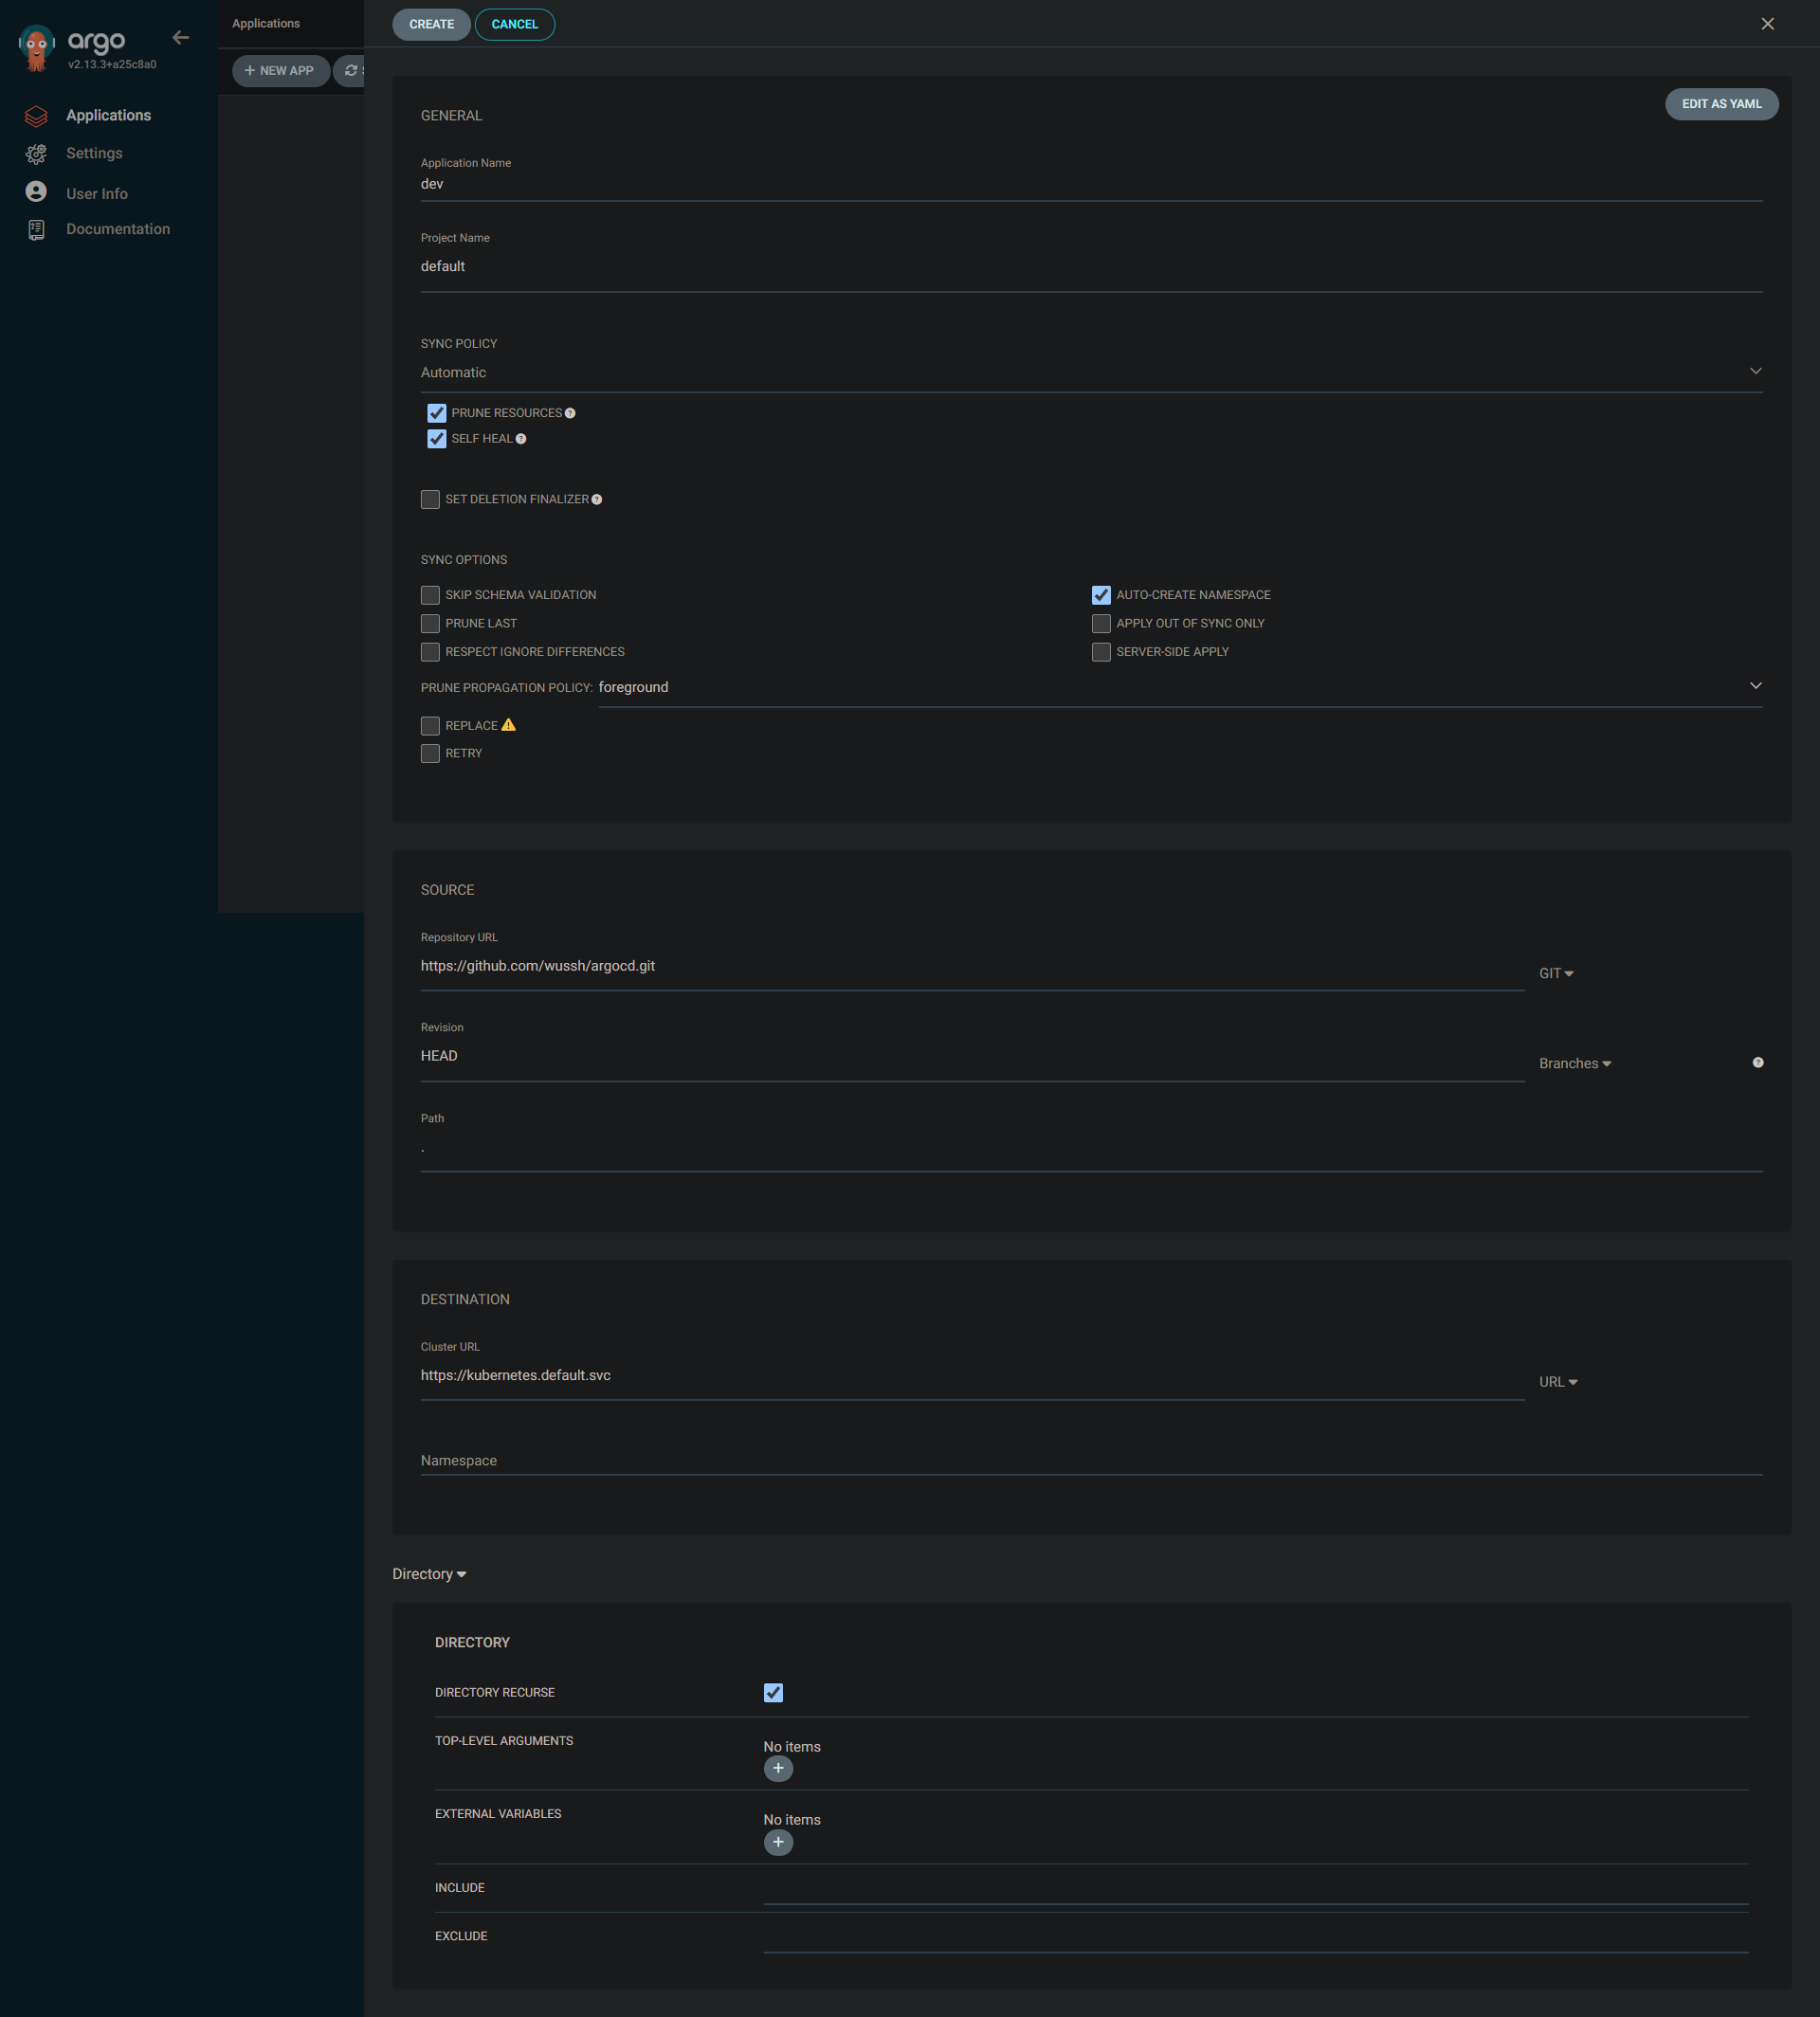 argo
v2.13.3+a25c8a0
Applications
Settings
User Info
Documentation
Applications
NEW APP
CREATE
CANCEL
GENERAL
EDIT AS YAML
Application Name
dev
Project Name
default
SYNC POLICY
Automatic
PRUNE RESOURCES
SELF HEAL
SET DELETION FINALIZER
SYNC OPTIONS
SKIP SCHEMA VALIDATION
AUTO-CREATE NAMESPACE
PRUNE LAST
APPLY OUT OF SYNC ONLY
RESPECT IGNORE DIFFERENCES
SERVER-SIDE APPLY
PRUNE PROPAGATION POLICY: foreground
REPLACE
RETRY
SOURCE
Repository URL
https://github.com/wussh/argocd.git
GIT
Revision
HEAD
Branches
Path
.
DESTINATION
Cluster URL
https://kubernetes.default.svc
URL
Namespace
Directory
DIRECTORY
DIRECTORY RECURSE
TOP-LEVEL ARGUMENTS
No items
EXTERNAL VARIABLES
No items
INCLUDE
EXCLUDE